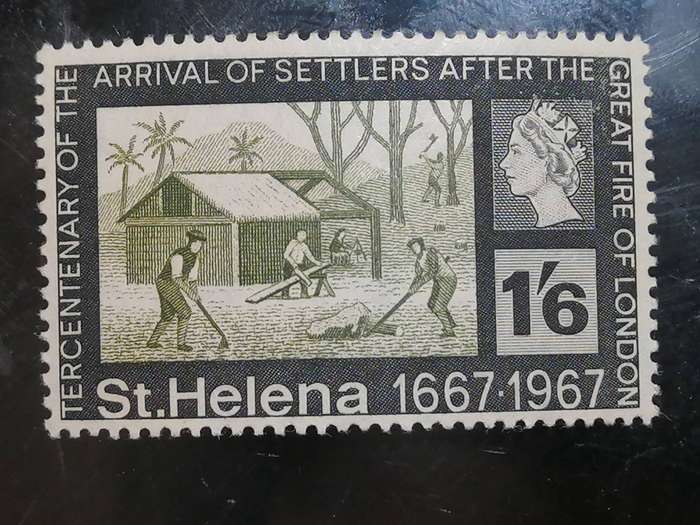 TERCENTENARY OF THE
ARRIVAL OF SETTLERS AFTER THE
GREAT FIRE OF LONDON
1'6
St.Helena 1667·1967